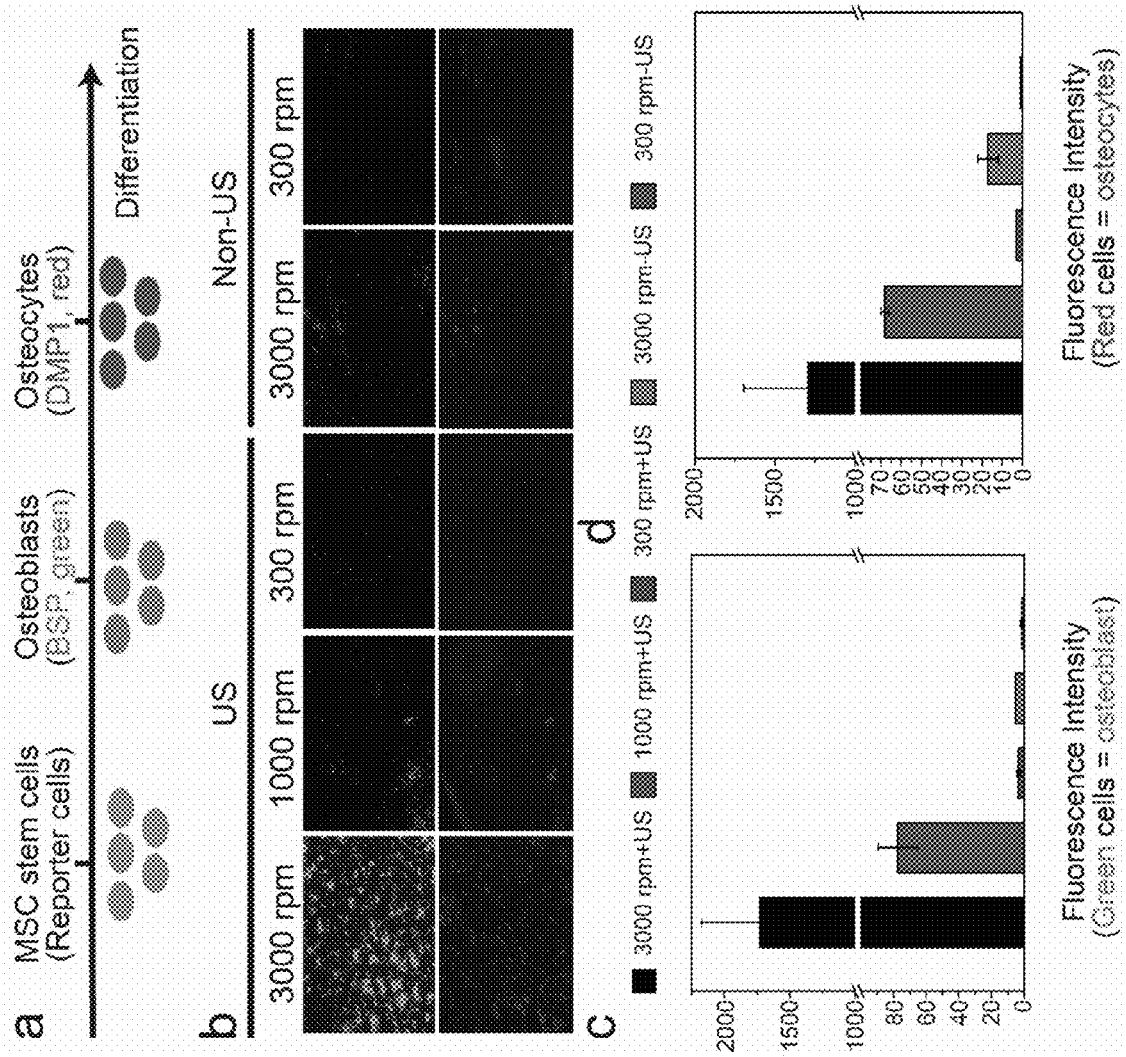 a
MSC stem cells
(Reporter cells)
Osteoblasts
(BSP, green)
Osteocytes
(DMP1, red)
Differentiation
b
US
Non-US
3000 rpm
1000 rpm
300 rpm
3000 rpm
300 rpm
c
d
3000 rpm+US
1000 rpm+US
300 rpm+US
3000 rpm-US
300 rpm-US
2000
1500
1000
80
60
40
20
0
Fluorescence Intensity
(Green cells = osteoblast)
2000
1500
1000
70
60
50
40
30
20
10
0
Fluorescence Intensity
(Red cells = osteocytes)